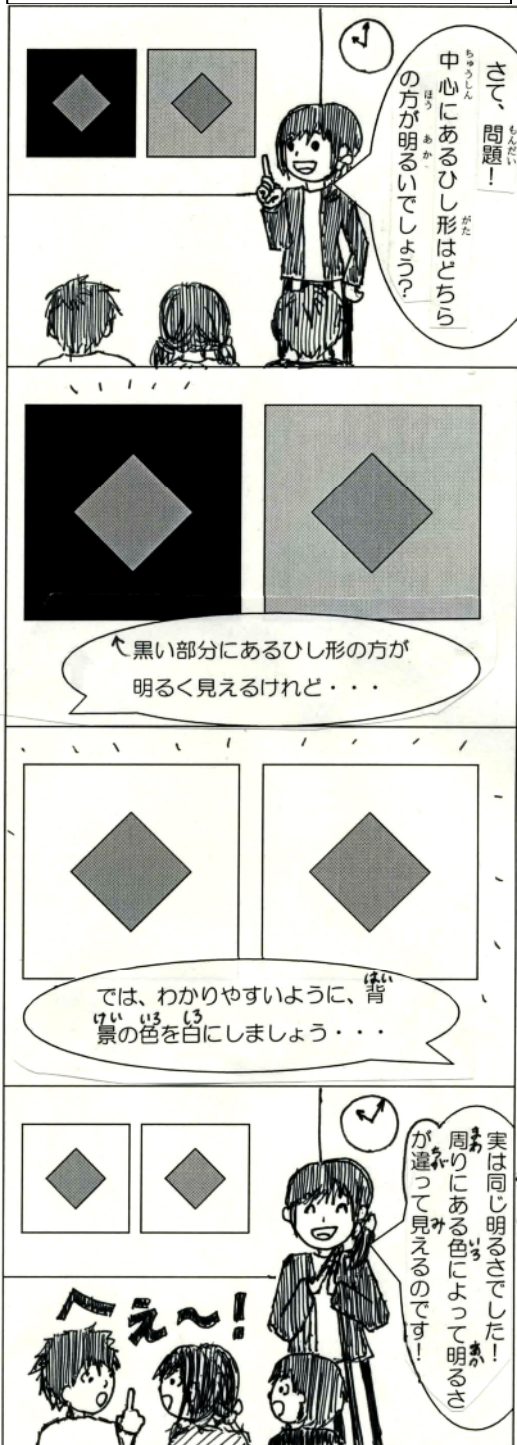 さて、問題！
中心にあるひし形はどちら
の方が明るいでしょう？
↖黒い部分にあるひし形の方が
明るく見えるけれど・・・
では、わかりやすいように、背
景の色を白にしましょう・・・
実は同じ明るさでした！
周りにある色によって明るさ
が違って見えるのです！
へぇ～！